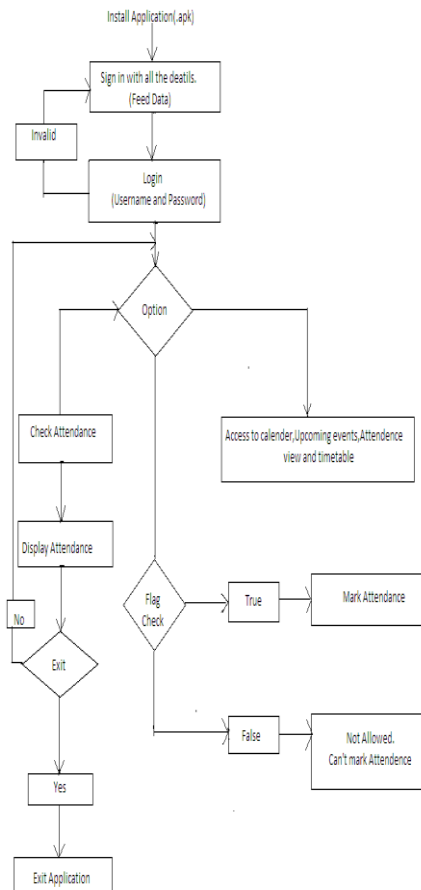 Install Application(.apk)
Sign in with all the deatils.
(Feed Data)
Invalid
Login
(Username and Password)
Option
Check Attendance
Access to calender,Upcoming events,Attendence
view and timetable
Display Attendance
Flag
Check
True
Mark Attendance
No
Exit
False
Not Allowed.
Can't mark Attendence
Yes
Exit Application